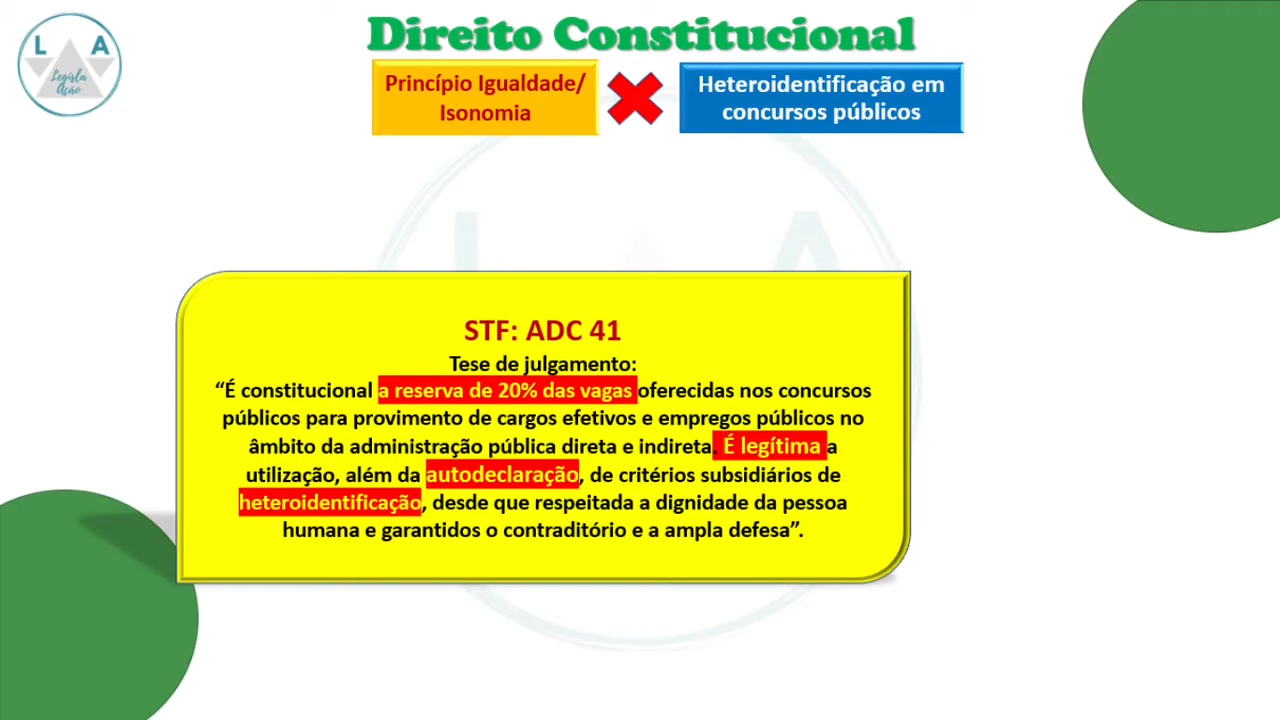 L A
Legisla
Ação
Direito Constitucional
Princípio Igualdade/
Isonomia
Heteroidentificação em
concursos públicos
L A
STF: ADC 41
Tese de julgamento:
“É constitucional a reserva de 20% das vagas oferecidas nos concursos
públicos para provimento de cargos efetivos e empregos públicos no
âmbito da administração pública direta e indireta. É legítima a
utilização, além da autodeclaração, de critérios subsidiários de
heteroidentificação, desde que respeitada a dignidade da pessoa
humana e garantidos o contraditório e a ampla defesa”.